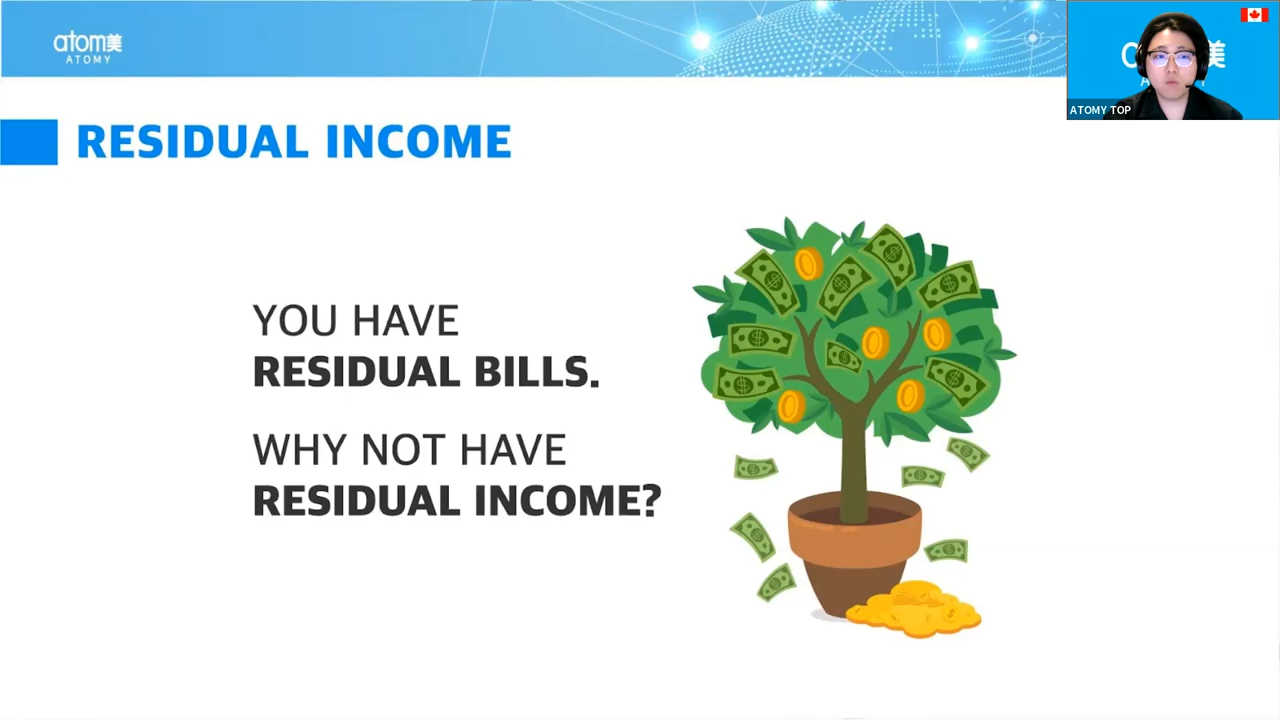 atom美
ATOMY
ATOMY TOP
RESIDUAL INCOME
YOU HAVE
RESIDUAL BILLS.
WHY NOT HAVE
RESIDUAL INCOME?